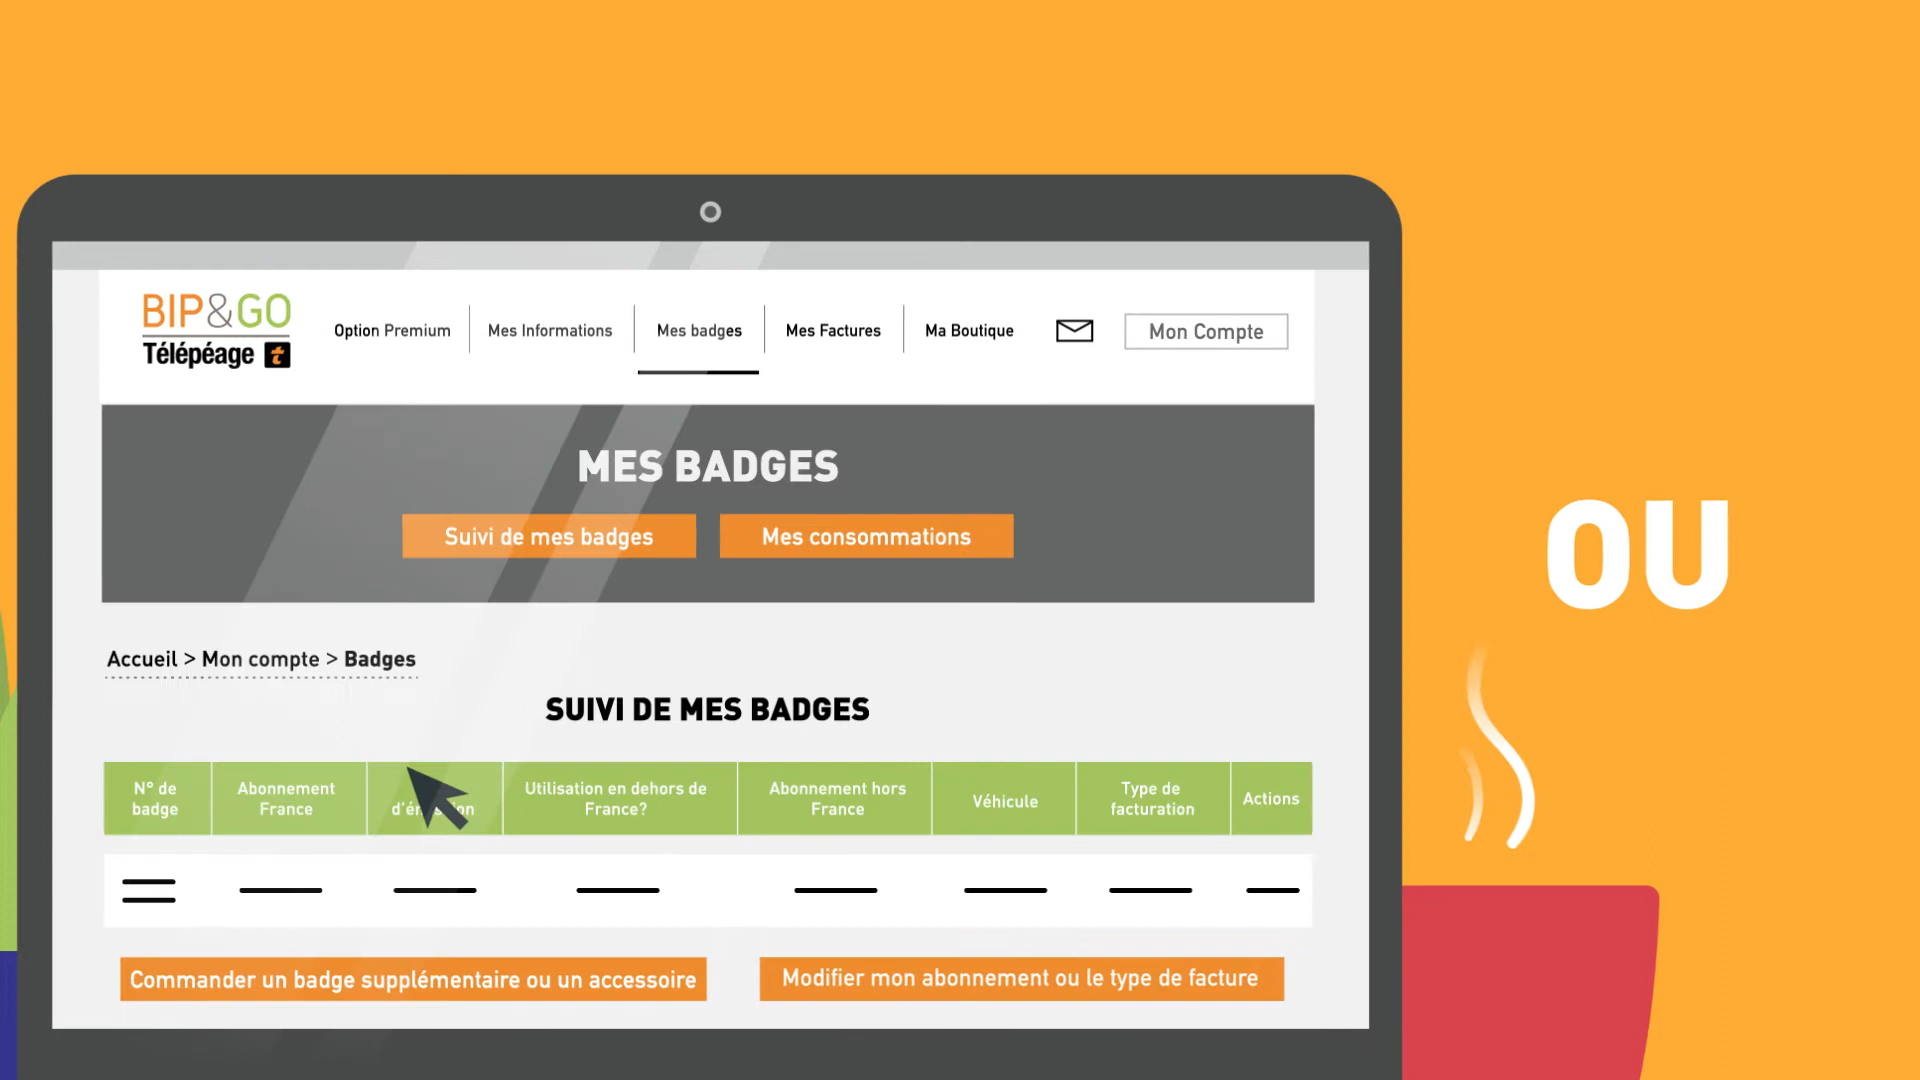 BIP&GO
Télépéage t
Option Premium
Mes Informations
Mes badges
Mes Factures
Ma Boutique
Mon Compte
MES BADGES
Suivi de mes badges
Mes consommations
OU
Accueil > Mon compte > Badges
SUIVI DE MES BADGES
N° de
badge
Abonnement
France
Utilisation en dehors de
France?
Abonnement hors
France
Véhicule
Type de
facturation
Actions
Commander un badge supplémentaire ou un accessoire
Modifier mon abonnement ou le type de facture